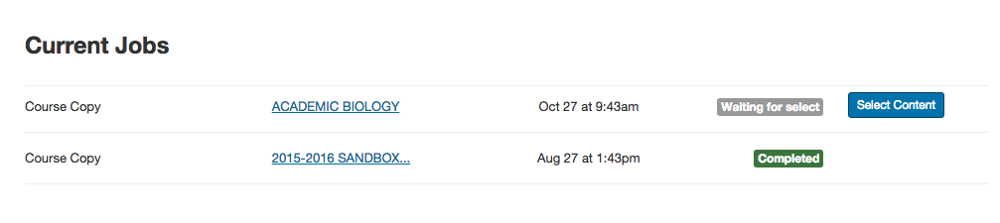 Current Jobs
Course Copy ACADEMIC BIOLOGY Oct 27 at 9:43am Waiting for select Select Content
Course Copy 2015-2016 SANDBOX... Aug 27 at 1:43pm Completed